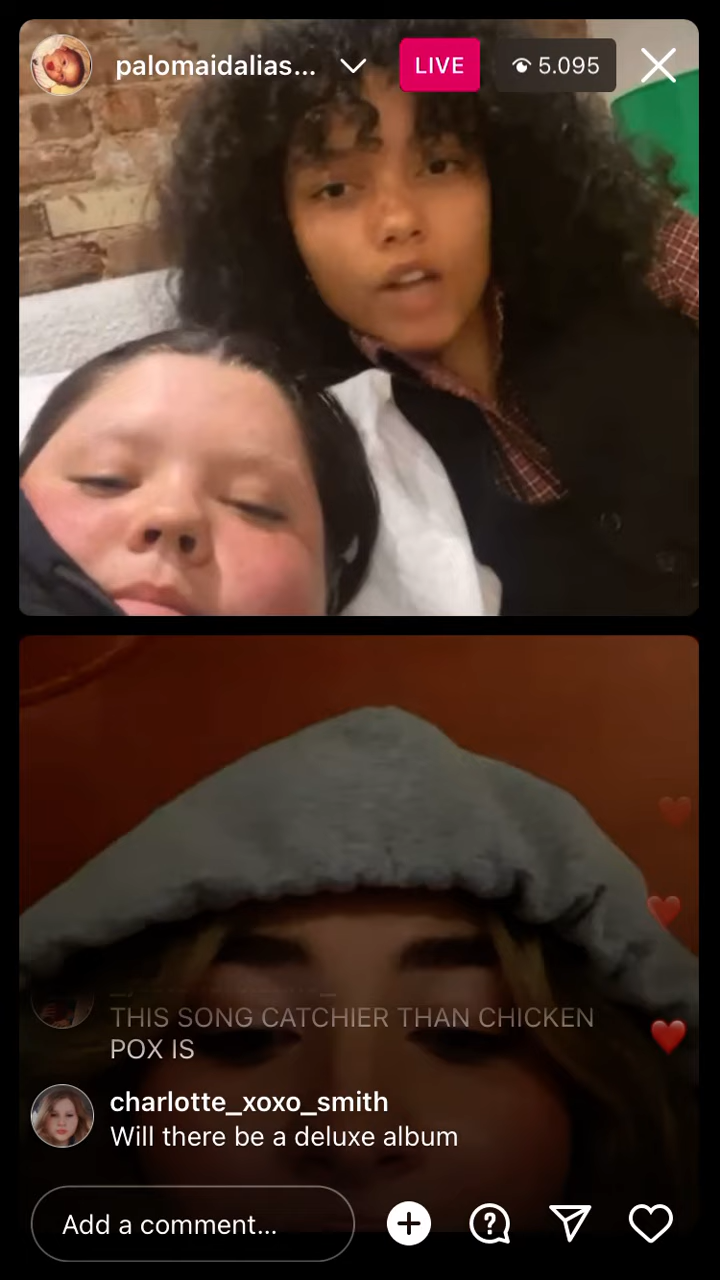 palomaidalias...
LIVE
5.095
THIS SONG CATCHIER THAN CHICKEN
POX IS
charlotte_xoxo_smith
Will there be a deluxe album
Add a comment...